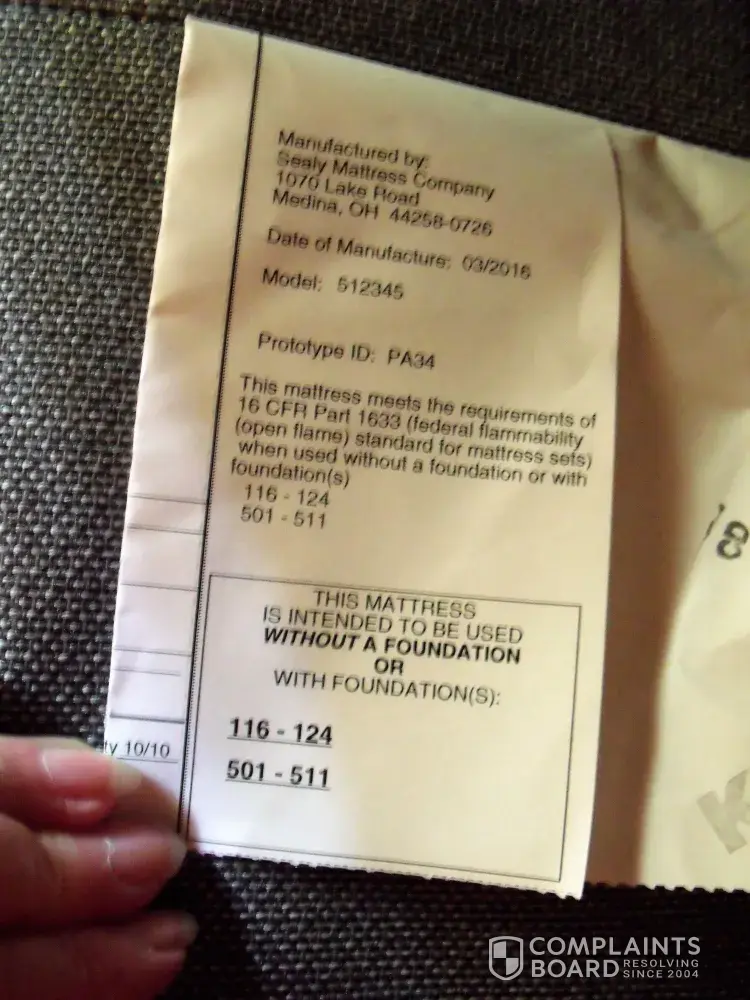 Manufactured by:
Sealy Mattress Company
1070 Lake Road
Medina, OH 44258-0726
Date of Manufacture: 03/2016
Model: 512345
Prototype ID: PA34
This mattress meets the requirements of
16 CFR Part 1633 (federal flammability
(open flame) standard for mattress sets)
when used without a foundation or with
foundation(s)
116 - 124
501 - 511
THIS MATTRESS
IS INTENDED TO BE USED
WITHOUT A FOUNDATION
OR
WITH FOUNDATION(S):
116 - 124
501 - 511
ty 10/10
8
K
COMPLAINTS
BOARD RESOLVING
SINCE 2004